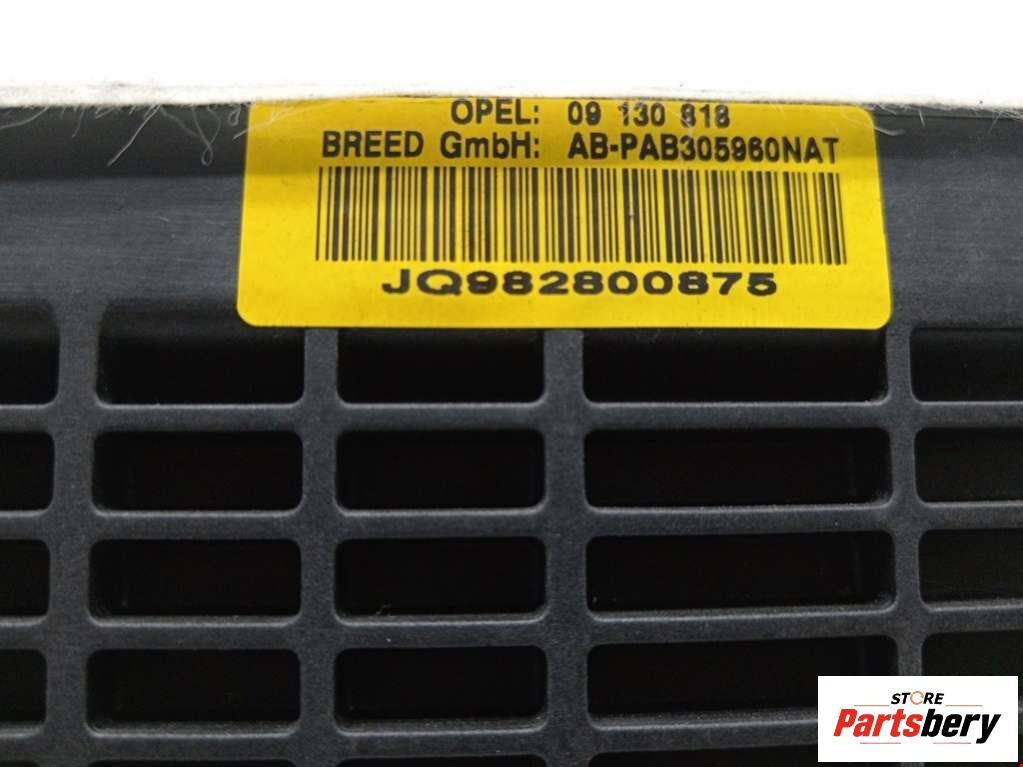 OPEL: 09 130 818
BREED GmbH: AB-PAB305960NAT
JQ982800875
STORE
Partsbery